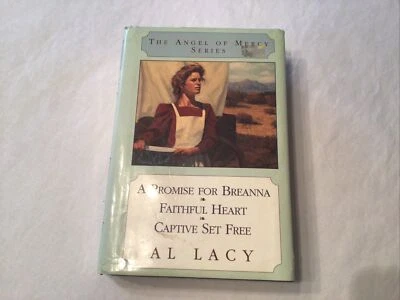 THE ANGEL OF MERCY
SERIES
A PROMISE FOR BREANNA
FAITHFUL HEART
CAPTIVE SET FREE
AL LACY